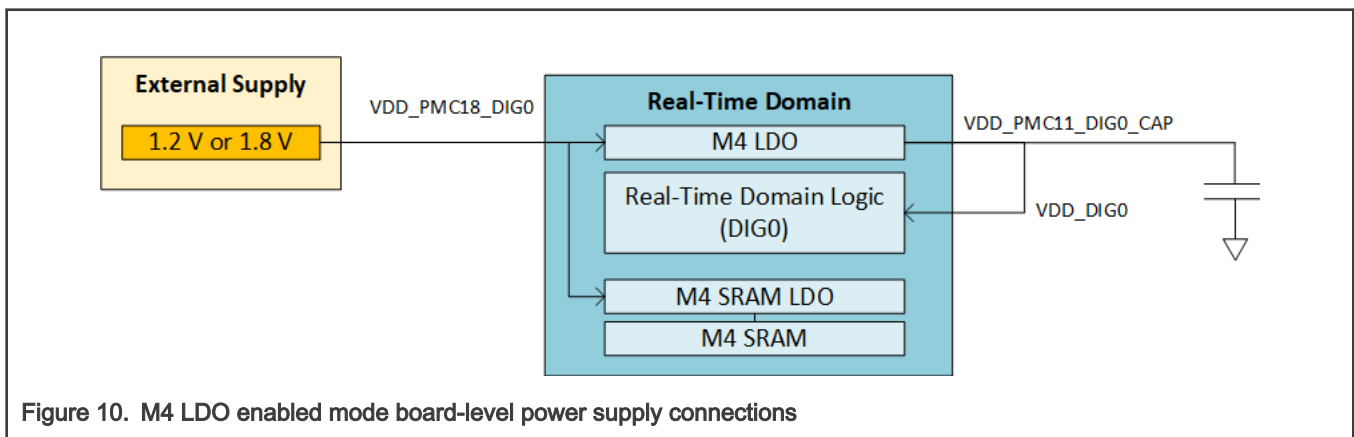 External Supply
1.2 V or 1.8 V
VDD_PMC18_DIG0
Real-Time Domain
M4 LDO
VDD_PMC11_DIG0_CAP
Real-Time Domain Logic
(DIG0)
VDD_DIG0
M4 SRAM LDO
M4 SRAM
Figure 10. M4 LDO enabled mode board-level power supply connections